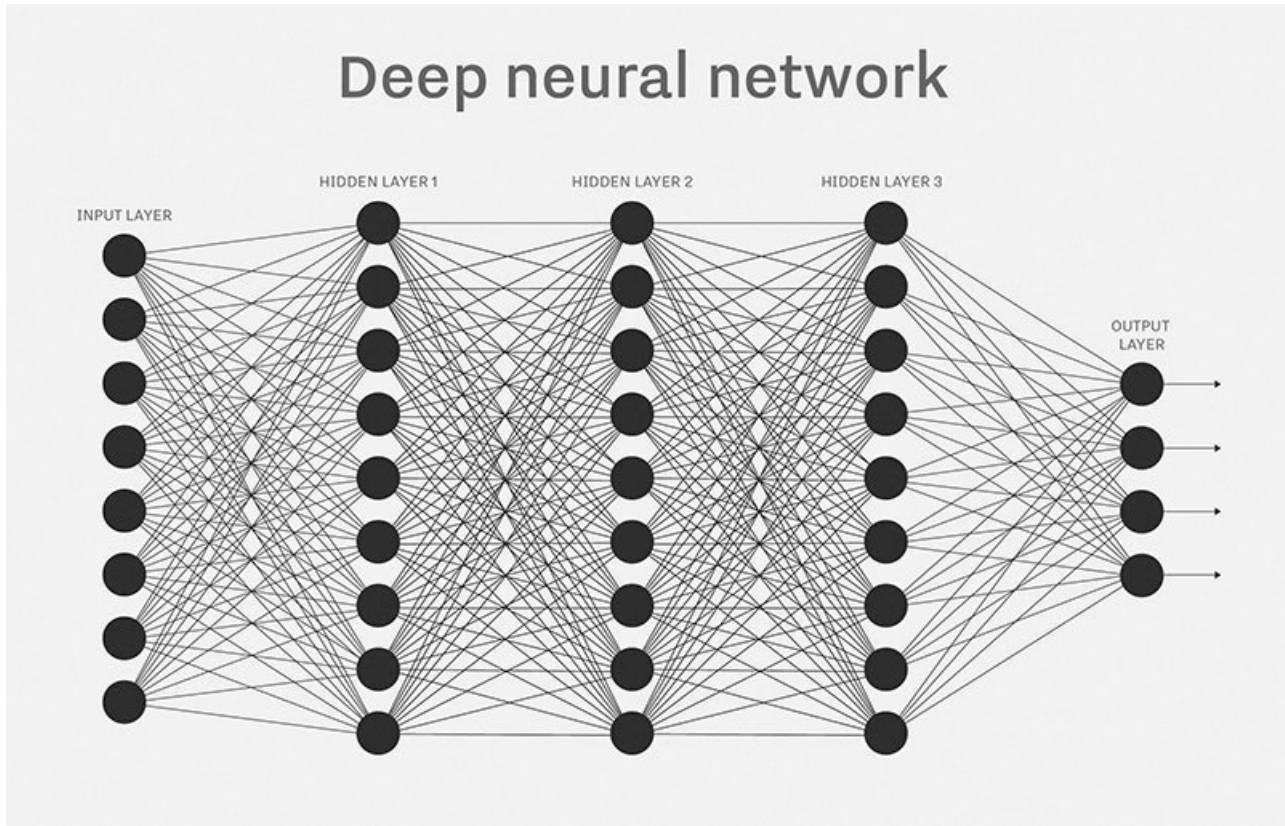 Deep neural network
HIDDEN LAYER 1
HIDDEN LAYER 2
HIDDEN LAYER 3
INPUT LAYER
OUTPUT
LAYER